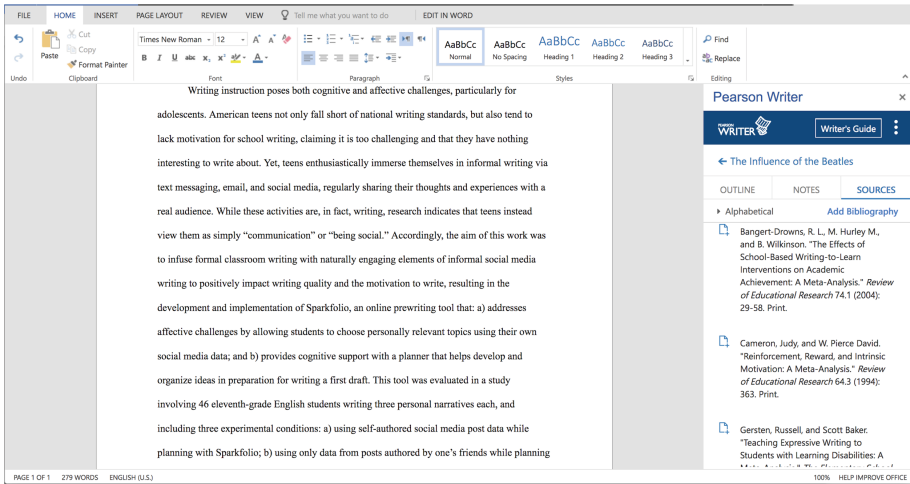 FILE HOME INSERT PAGE LAYOUT REVIEW VIEW Tell me what you want to do EDIT IN WORD
Cut
Copy
Paste
Format Painter
Times New Roman 12
B I U abc x₂ x² A
AaBbCc AaBbCc AaBbCc AaBbCc AaBbCc
Normal No Spacing Heading 1 Heading 2 Heading 3
Find
Replace
Undo Clipboard Font Paragraph Styles Editing
Writing instruction poses both cognitive and affective challenges, particularly for
adolescents. American teens not only fall short of national writing standards, but also tend to
lack motivation for school writing, claiming it is too challenging and that they have nothing
interesting to write about. Yet, teens enthusiastically immerse themselves in informal writing via
text messaging, email, and social media, regularly sharing their thoughts and experiences with a
real audience. While these activities are, in fact, writing, research indicates that teens instead
view them as simply “communication” or “being social.” Accordingly, the aim of this work was
to infuse formal classroom writing with naturally engaging elements of informal social media
writing to positively impact writing quality and the motivation to write, resulting in the
development and implementation of Sparkfolio, an online prewriting tool that: a) addresses
affective challenges by allowing students to choose personally relevant topics using their own
social media data; and b) provides cognitive support with a planner that helps develop and
organize ideas in preparation for writing a first draft. This tool was evaluated in a study
involving 46 eleventh-grade English students writing three personal narratives each, and
including three experimental conditions: a) using self-authored social media post data while
planning with Sparkfolio; b) using only data from posts authored by one’s friends while planning
Pearson Writer
PEARSON
WRITER
Writer's Guide
The Influence of the Beatles
OUTLINE NOTES SOURCES
Alphabetical Add Bibliography
Bangert-Drowns, R. L., M. Hurley M.,
and B. Wilkinson. "The Effects of
School-Based Writing-to-Learn
Interventions on Academic
Achievement: A Meta-Analysis." Review
of Educational Research 74.1 (2004):
29-58. Print.
Cameron, Judy, and W. Pierce David.
"Reinforcement, Reward, and Intrinsic
Motivation: A Meta-Analysis." Review
of Educational Research 64.3 (1994):
363. Print.
Gersten, Russell, and Scott Baker.
"Teaching Expressive Writing to
Students with Learning Disabilities: A
Meta-Analysis." The Elementary School
PAGE 1 OF 1 279 WORDS ENGLISH (U.S.) 100% HELP IMPROVE OFFICE